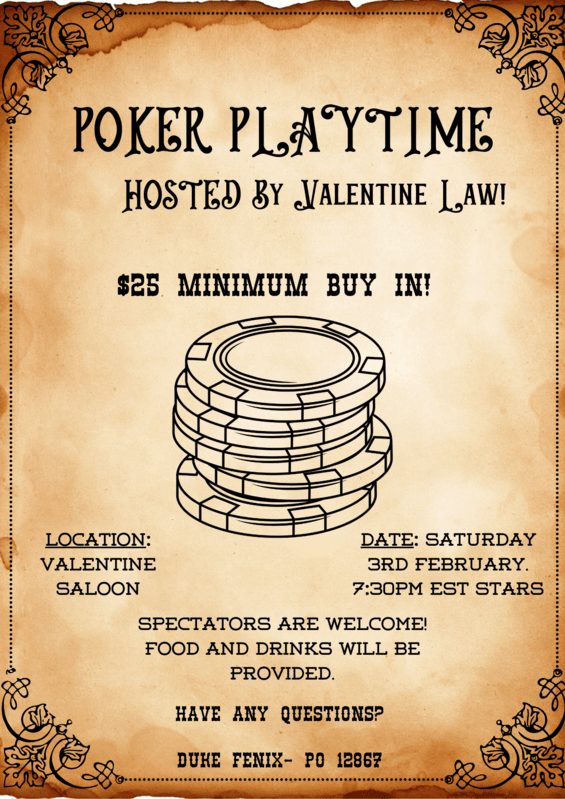 POKER PLAYTIME
HOSTED By VALENTINE LAW!
$25 MINIMUM BUY IN!
LOCATION:
VALENTINE
SALOON
DATE: SATURDAY
3RD FEBRUARY.
7:30PM EST STARS
SPECTATORS ARE WELCOME!
FOOD AND DRINKS WILL BE
PROVIDED.
HAVE ANY QUESTIONS?
DUKE FENIX- PO 12867